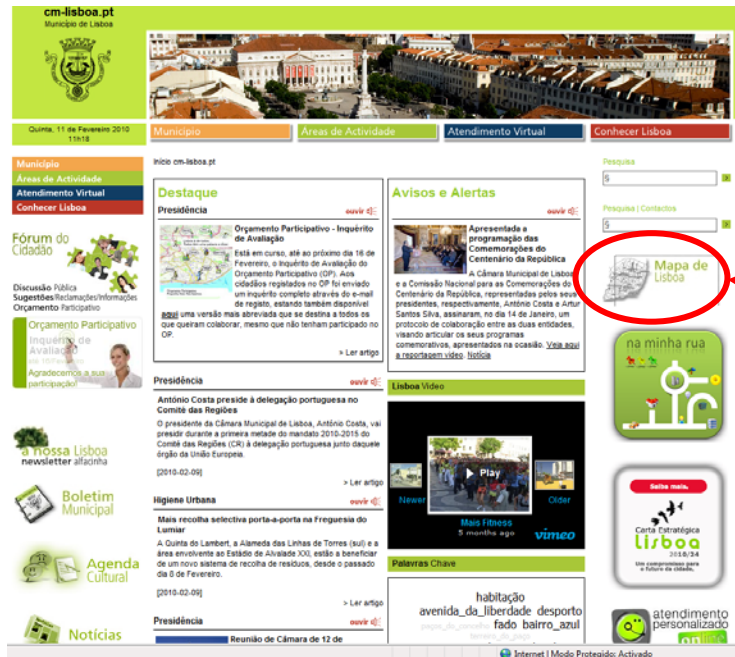 cm-lisboa.pt
Município de Lisboa
Quinta, 11 de Fevereiro 2010
11h18
Município
Áreas de Actividade
Atendimento Virtual
Conhecer Lisboa
Município
Áreas de Actividade
Atendimento Virtual
Conhecer Lisboa
Fórum do
Cidadão
Discussão Pública
Sugestões/Reclamações/Informações
Orçamento Participativo
Orçamento Participativo
Inquérito de
Avaliação
até 16/Fevereiro
Agradecemos a sua
participação!
a nossa Lisboa
newsletter alfacinha
Boletim
Municipal
Agenda
Cultural
Notícias
Início cm-lisboa.pt
Destaque
Presidência
ouvir
Orçamento Participativo - Inquérito
de Avaliação
Está em curso, até ao próximo dia 16 de
Fevereiro, o Inquérito de Avaliação do
Orçamento Participativo (OP). Aos
cidadãos registados no OP foi enviado
um inquérito completo através do e-mail
de registo, estando também disponível
aqui uma versão mais abreviada que se destina a todos os
que queiram colaborar, mesmo que não tenham participado no
OP.
> Ler artigo
Presidência
ouvir
António Costa preside à delegação portuguesa no
Comité das Regiões
O presidente da Câmara Municipal de Lisboa, António Costa, vai
presidir durante a primeira metade do mandato 2010-2015 do
Comité das Regiões (CR) à delegação portuguesa junto daquele
órgão da União Europeia.
[2010-02-09]
> Ler artigo
Higiene Urbana
ouvir
Mais recolha selectiva porta-a-porta na Freguesia do
Lumiar
A Quinta do Lambert, a Alameda das Linhas de Torres (sul) e a
área envolvente ao Estádio de Alvalade XXI, estão a beneficiar
de um novo sistema de recolha de resíduos, desde o passado
dia 8 de Fevereiro.
[2010-02-09]
> Ler artigo
Presidência
ouvir
Reunião de Câmara de 12 de
Avisos e Alertas
ouvir
Apresentada a
programação das
Comemorações do
Centenário da República
A Câmara Municipal de Lisboa
e a Comissão Nacional para as Comemorações do
Centenário da República, representadas pelos seus
presidentes, respectivamente, António Costa e Artur
Santos Silva, assinaram, no dia 14 de Janeiro, um
protocolo de colaboração entre as duas entidades,
visando articular os seus programas
comemorativos, apresentados na ocasião. Veja aqui
a reportagem vídeo. Notícia
Lisboa Vídeo
Play
Newer
Older
Mais Fitness
5 months ago
vimeo
Palavras Chave
habitação
avenida_da_liberdade desporto
paços_do_concelho fado bairro_azul
terreiro_do_paço
Pesquisa
Pesquisa | Contactos
Mapa de
Lisboa
na minha rua
Saiba mais.
Carta Estratégica
Lisboa
2010/24
Um compromisso para
o futuro da cidade.
atendimento
personalizado
online
Internet | Modo Protegido: Activado